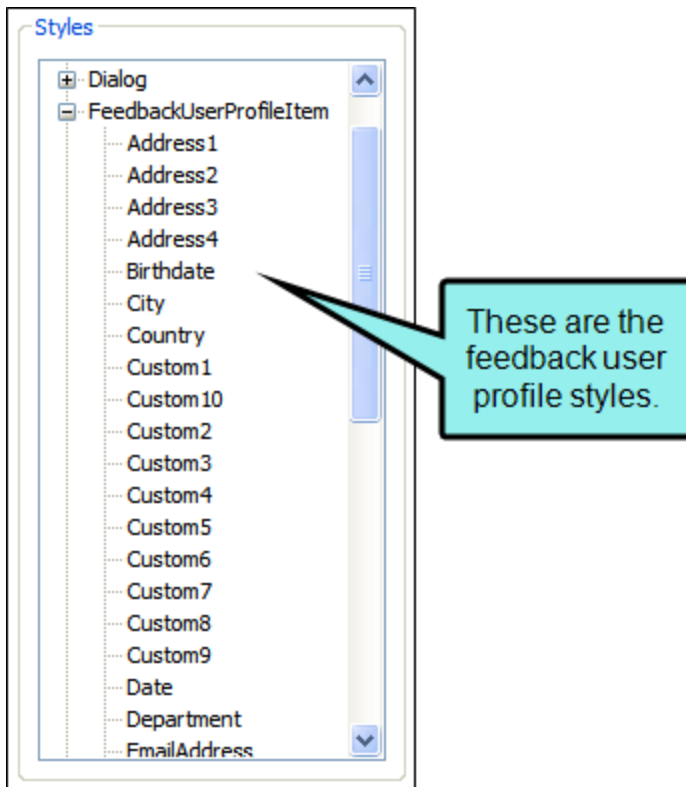 Styles
Dialog
FeedbackUserProfileItem
Address1
Address2
Address3
Address4
Birthdate
City
Country
Custom1
Custom10
Custom2
Custom3
Custom4
Custom5
Custom6
Custom7
Custom8
Custom9
Date
Department
EmailAddress
These are the
feedback user
profile styles.